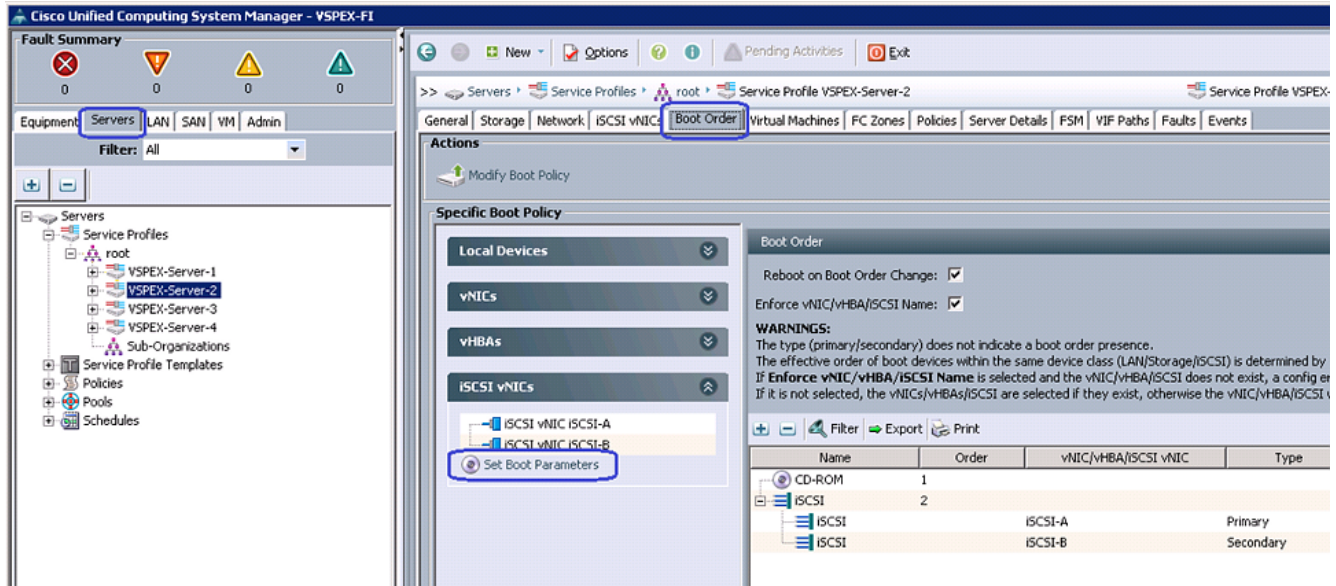 Cisco Unified Computing System Manager - VSPEX-FI
Fault Summary
0 0 0 0
Equipment Servers LAN SAN VM Admin
Filter: All
Servers
Service Profiles
root
VSPEX-Server-1
VSPEX-Server-2
VSPEX-Server-3
VSPEX-Server-4
Sub-Organizations
Service Profile Templates
Policies
Pools
Schedules
New Options Pending Activities Exit
>> Servers Service Profiles root Service Profile VSPEX-Server-2 Service Profile VSPEX-
General Storage Network iSCSI vNICs Boot Order Virtual Machines FC Zones Policies Server Details FSM VIF Paths Faults Events
Actions
Modify Boot Policy
Specific Boot Policy
Local Devices
vNICs
vHBAs
iSCSI vNICs
iSCSI vNIC iSCSI-A
iSCSI vNIC iSCSI-B
Set Boot Parameters
Boot Order
Reboot on Boot Order Change:
Enforce vNIC/vHBA/iSCSI Name:
WARNINGS:
The type (primary/secondary) does not indicate a boot order presence.
The effective order of boot devices within the same device class (LAN/Storage/iSCSI) is determined by
If Enforce vNIC/vHBA/iSCSI Name is selected and the vNIC/vHBA/iSCSI does not exist, a config er
If it is not selected, the vNICs/vHBAs/iSCSI are selected if they exist, otherwise the vNIC/vHBA/iSCSI v
Filter Export Print
Name Order vNIC/vHBA/iSCSI vNIC Type
CD-ROM 1
iSCSI 2
iSCSI iSCSI-A Primary
iSCSI iSCSI-B Secondary